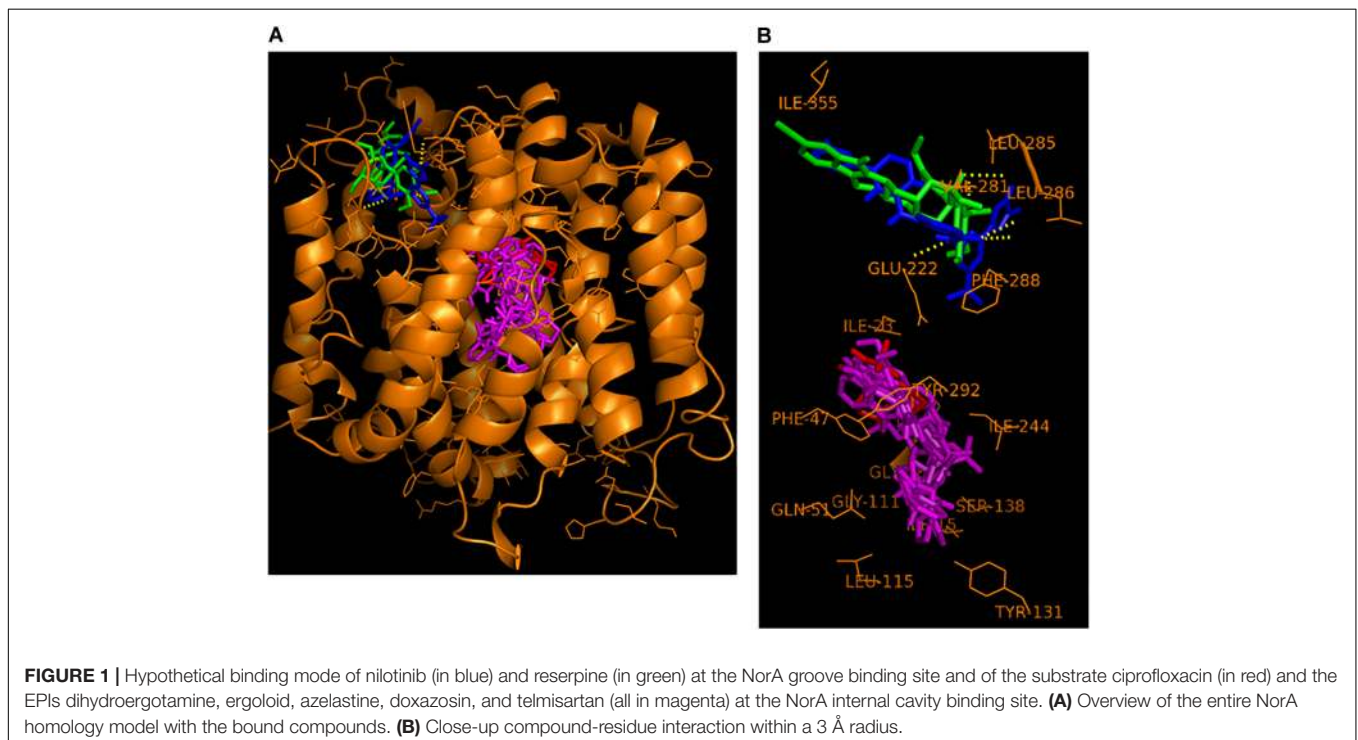 A
B
ILE-355
LEU-285
VAL-281
LEU-286
GLU-222
PHE-288
ILE-23
TYR-292
PHE-47
ILE-244
GLY-111
GLN-51
SER-138
LEU-115
TYR-131
FIGURE 1 | Hypothetical binding mode of nilotinib (in blue) and reserpine (in green) at the NorA groove binding site and of the substrate ciprofloxacin (in red) and the
EPIs dihydroergotamine, ergoloid, azelastine, doxazosin, and telmisartan (all in magenta) at the NorA internal cavity binding site. (A) Overview of the entire NorA
homology model with the bound compounds. (B) Close-up compound-residue interaction within a 3 Å radius.